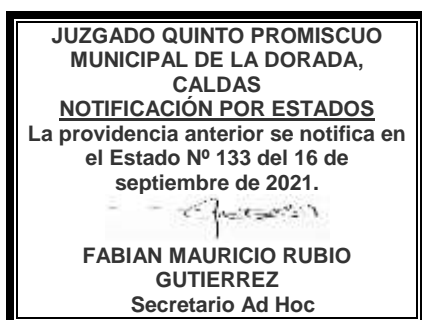 JUZGADO QUINTO PROMISCUO
MUNICIPAL DE LA DORADA,
CALDAS
NOTIFICACIÓN POR ESTADOS
La providencia anterior se notifica en
el Estado Nº 133 del 16 de
septiembre de 2021.
FABIAN MAURICIO RUBIO
GUTIERREZ
Secretario Ad Hoc